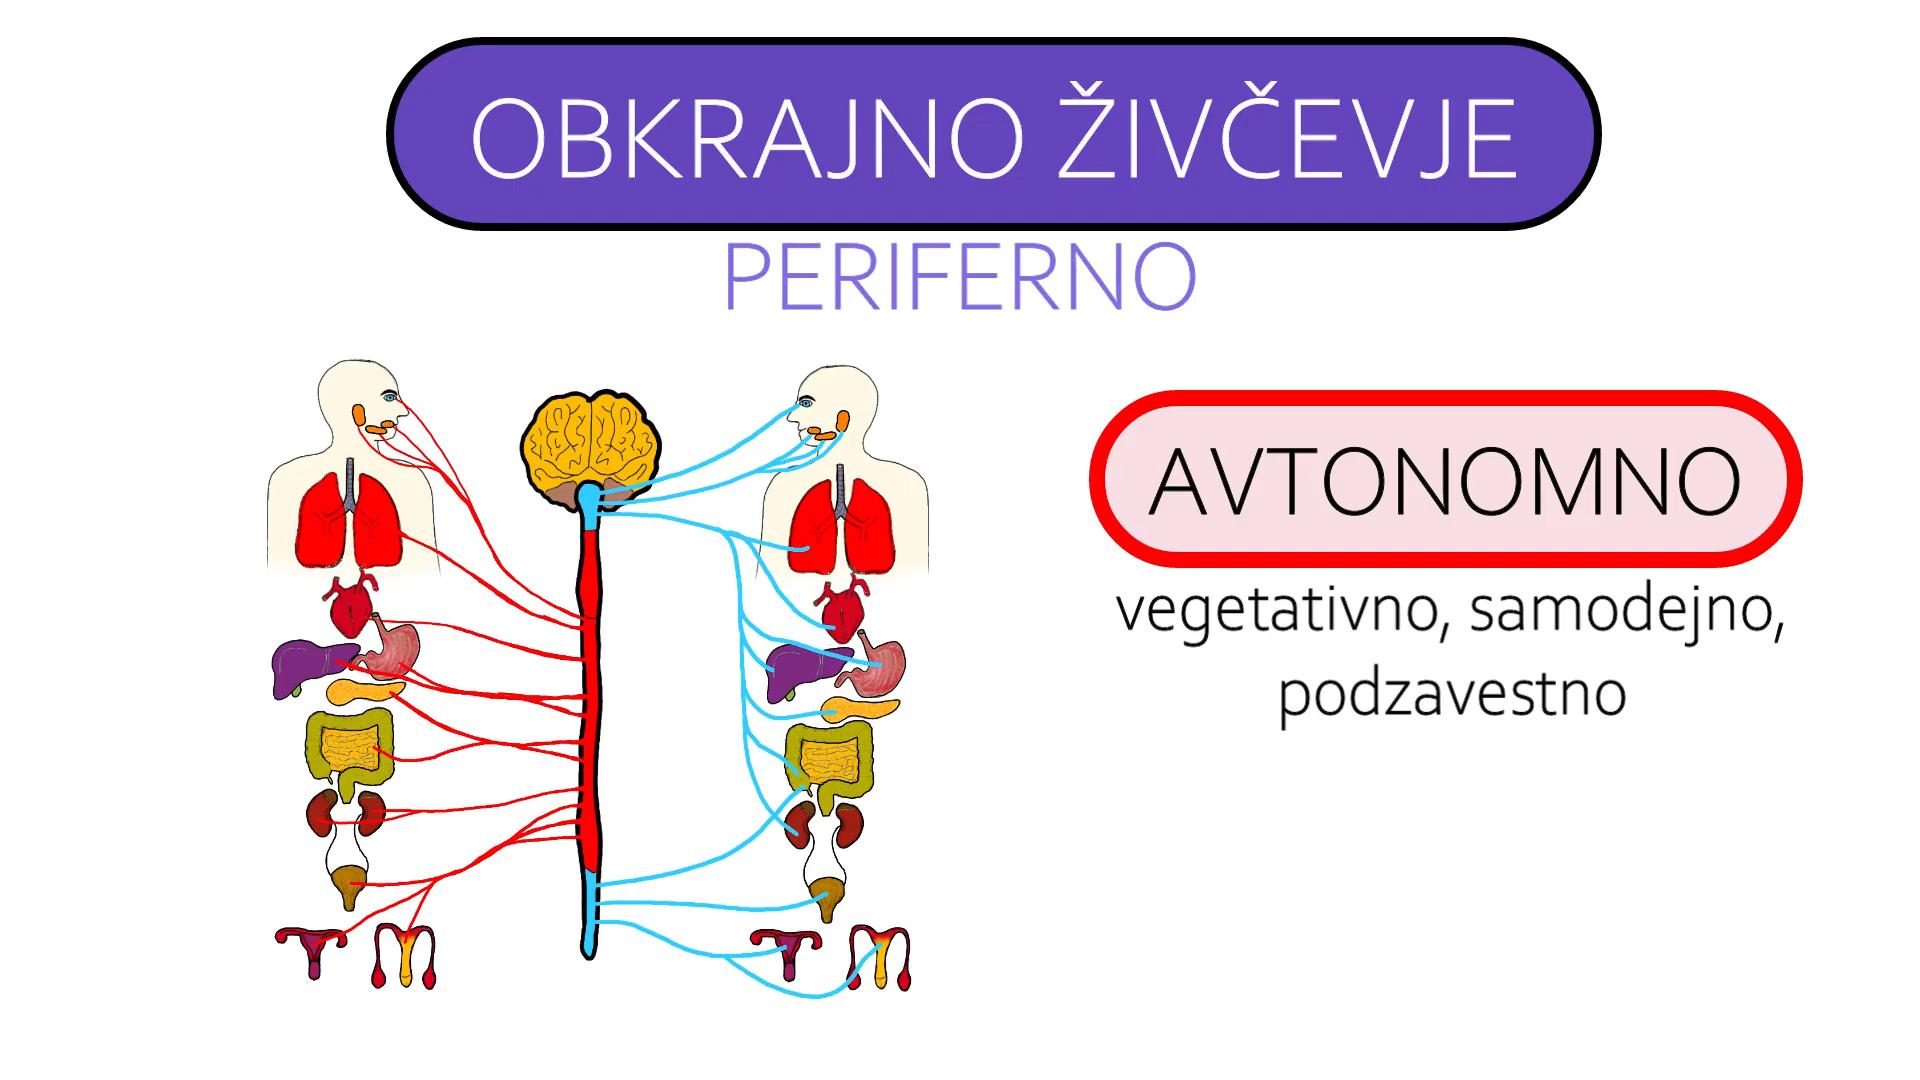 OBKRAJNO ŽIVČEVJE
PERIFERNO
AVTONOMNO
vegetativno, samodejno,
podzavestno